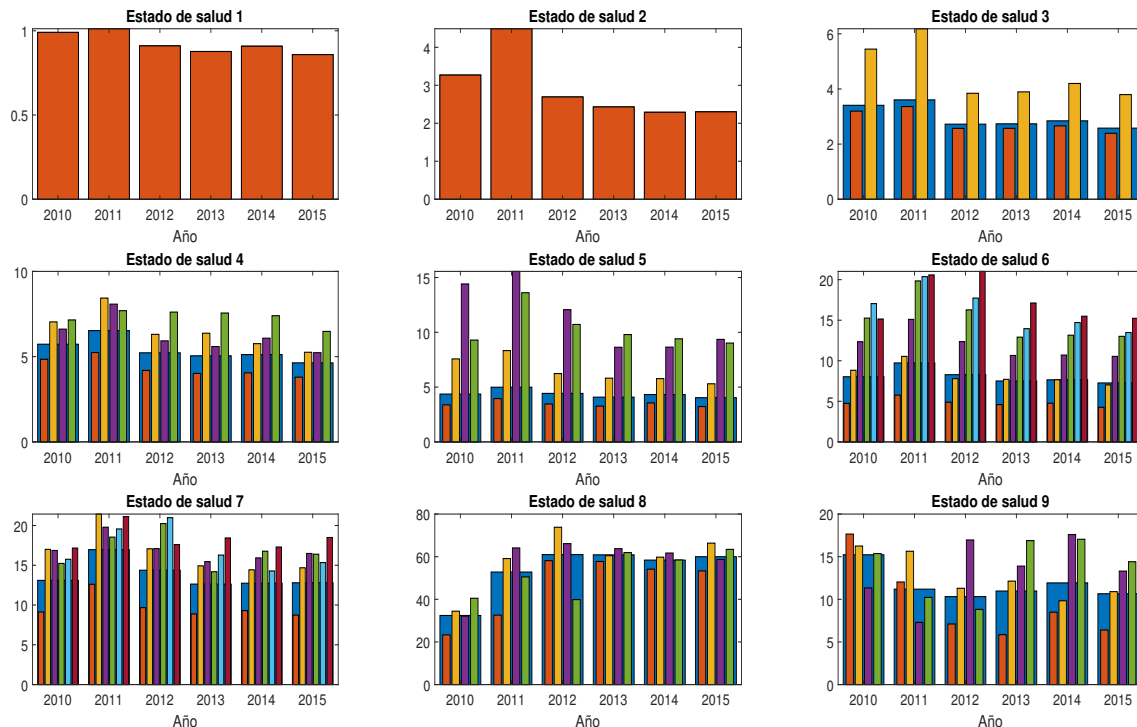 Estado de salud 1
1
0.5
0
2010 2011 2012 2013 2014 2015
Año
Estado de salud 2
4
3
2
1
0
2010 2011 2012 2013 2014 2015
Año
Estado de salud 3
6
4
2
0
2010 2011 2012 2013 2014 2015
Año
Estado de salud 4
10
5
0
2010 2011 2012 2013 2014 2015
Año
Estado de salud 5
15
10
5
0
2010 2011 2012 2013 2014 2015
Año
Estado de salud 6
20
15
10
5
0
2010 2011 2012 2013 2014 2015
Año
Estado de salud 7
20
15
10
5
0
2010 2011 2012 2013 2014 2015
Año
Estado de salud 8
80
60
40
20
0
2010 2011 2012 2013 2014 2015
Año
Estado de salud 9
20
15
10
5
0
2010 2011 2012 2013 2014 2015
Año